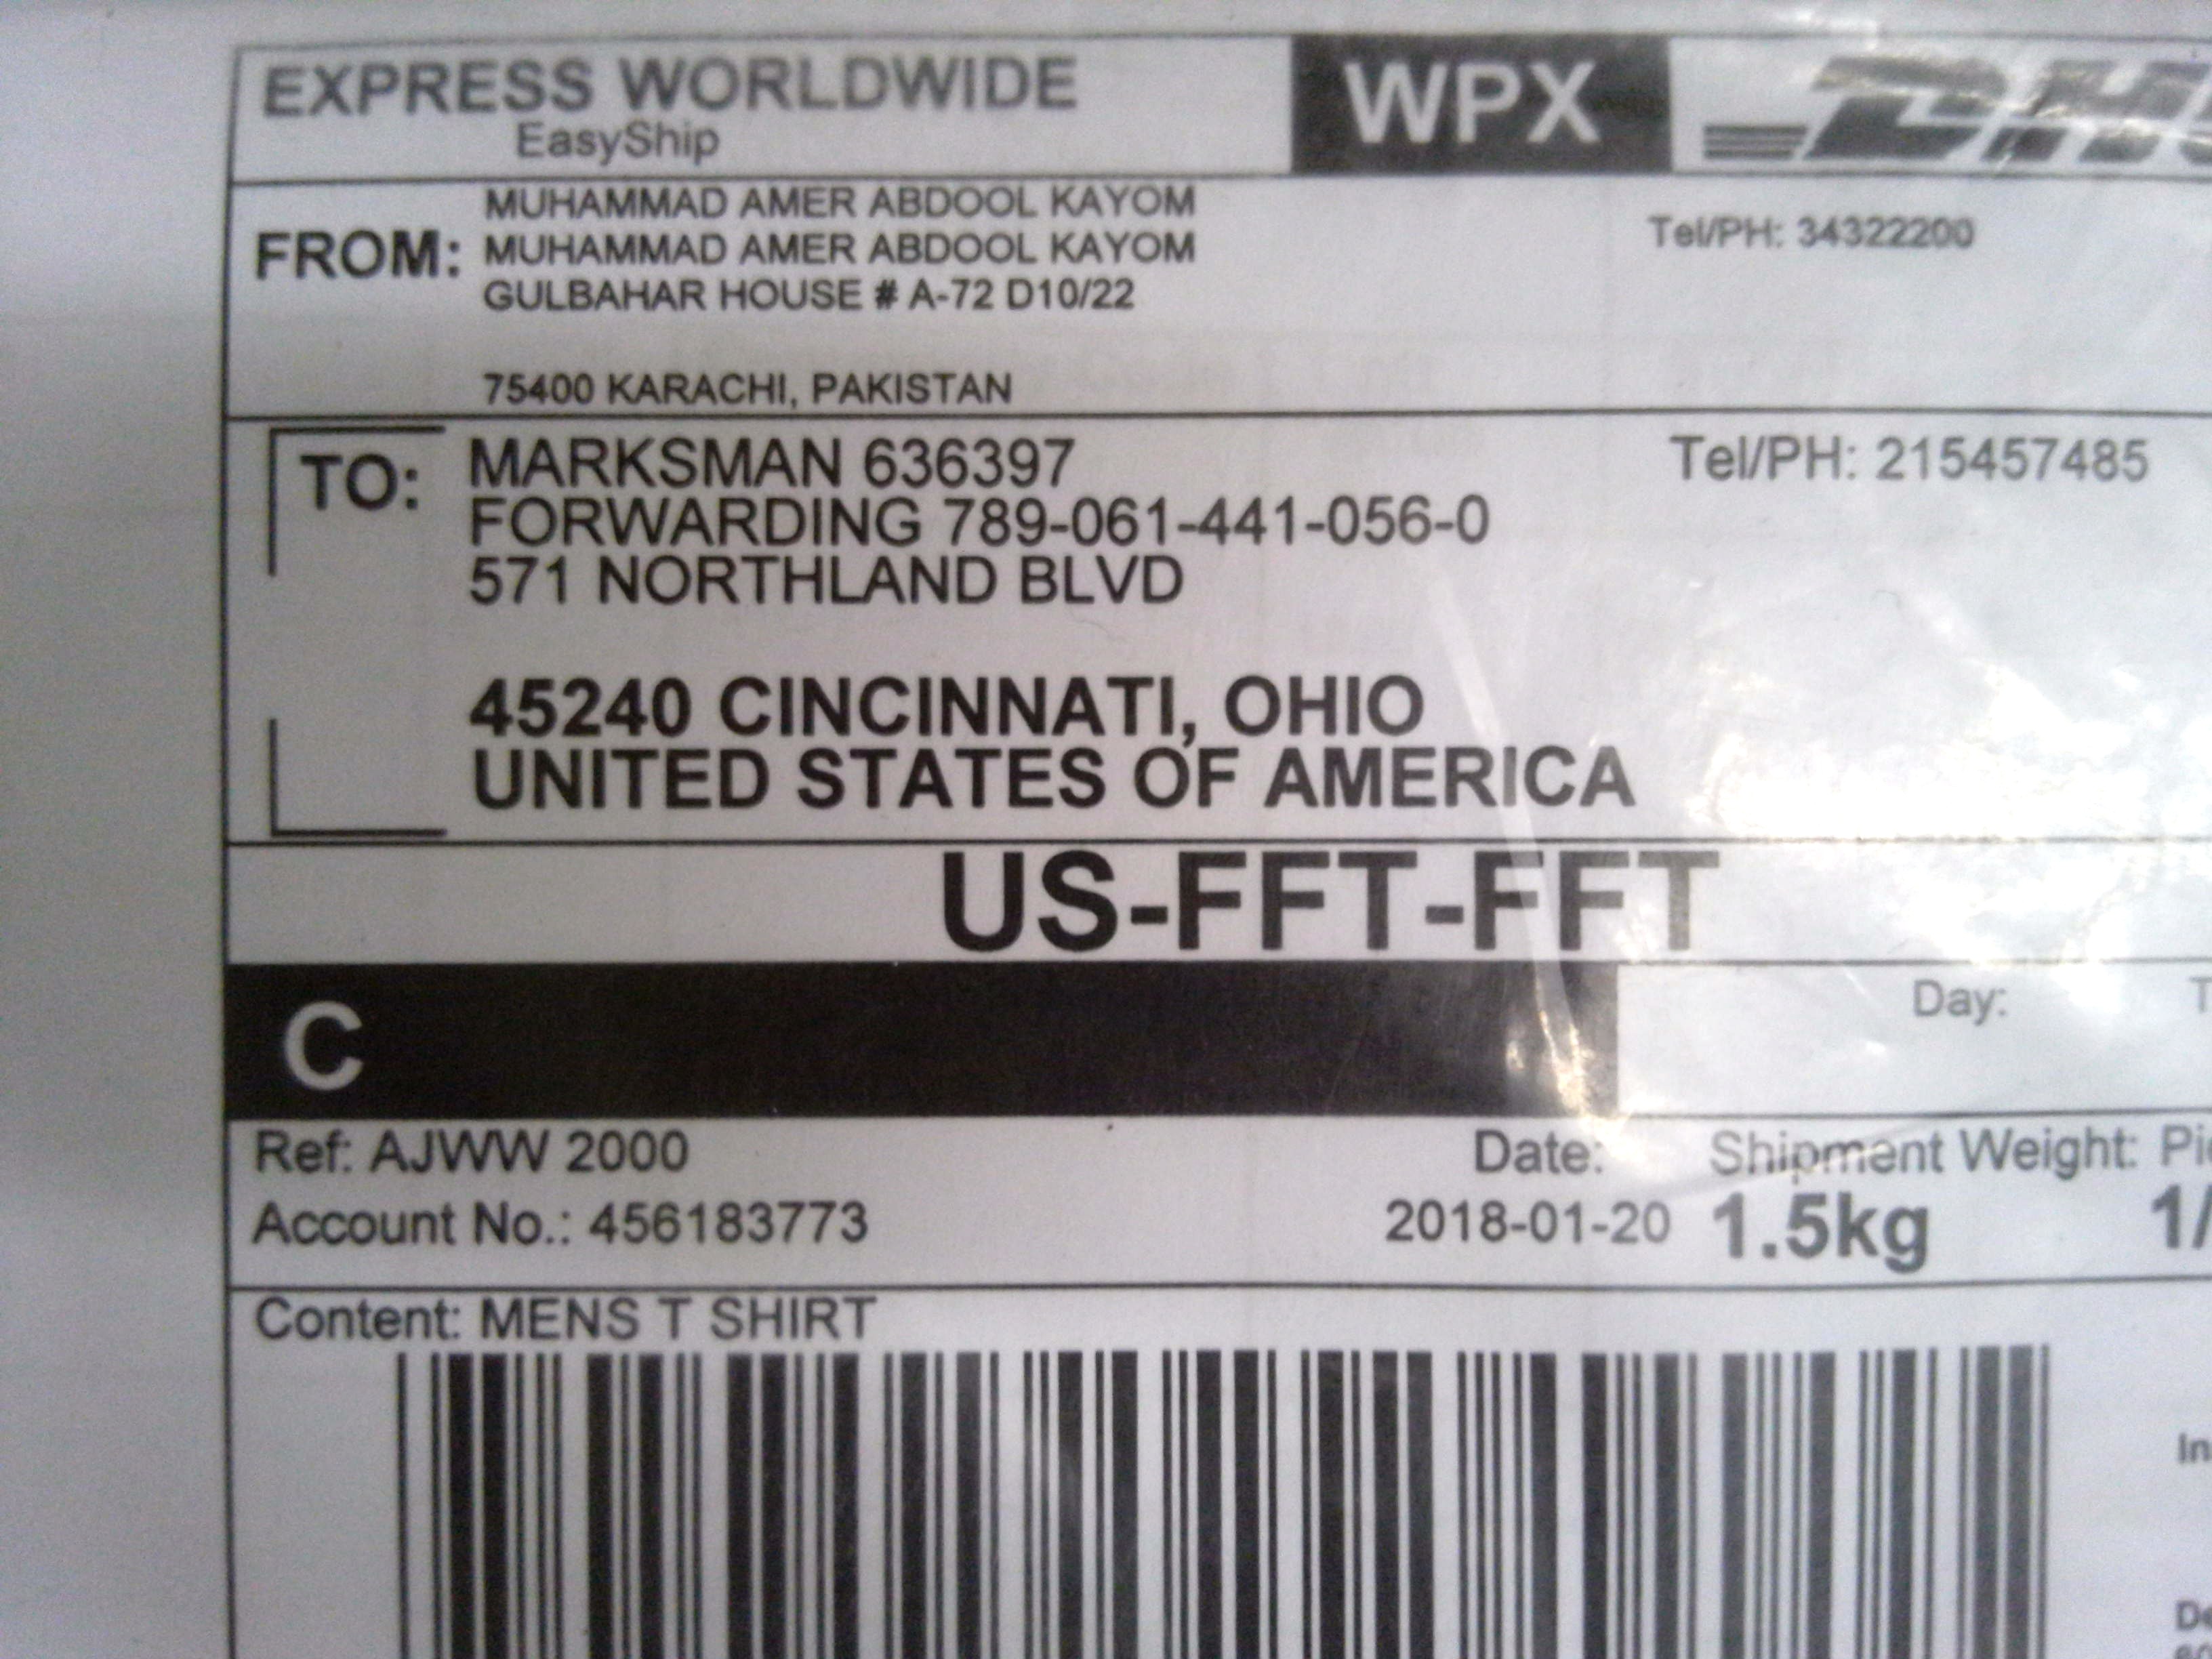 EXPRESS WORLDWIDE
EasyShip
WPX
FROM:
MUHAMMAD AMER ABDOOL KAYOM
MUHAMMAD AMER ABDOOL KAYOM
GULBAHAR HOUSE # A-72 D10/22
75400 KARACHI, PAKISTAN
Tel/PH: 34322200
TO:
MARKSMAN 636397
FORWARDING 789-061-441-056-0
571 NORTHLAND BLVD
45240 CINCINNATI, OHIO
UNITED STATES OF AMERICA
Tel/PH: 215457485
US-FFT-FFT
C
Day:
Ref: AJWW 2000
Account No.: 456183773
Date:
2018-01-20
Shipment Weight:
1.5kg
1/
Content: MENS T SHIRT